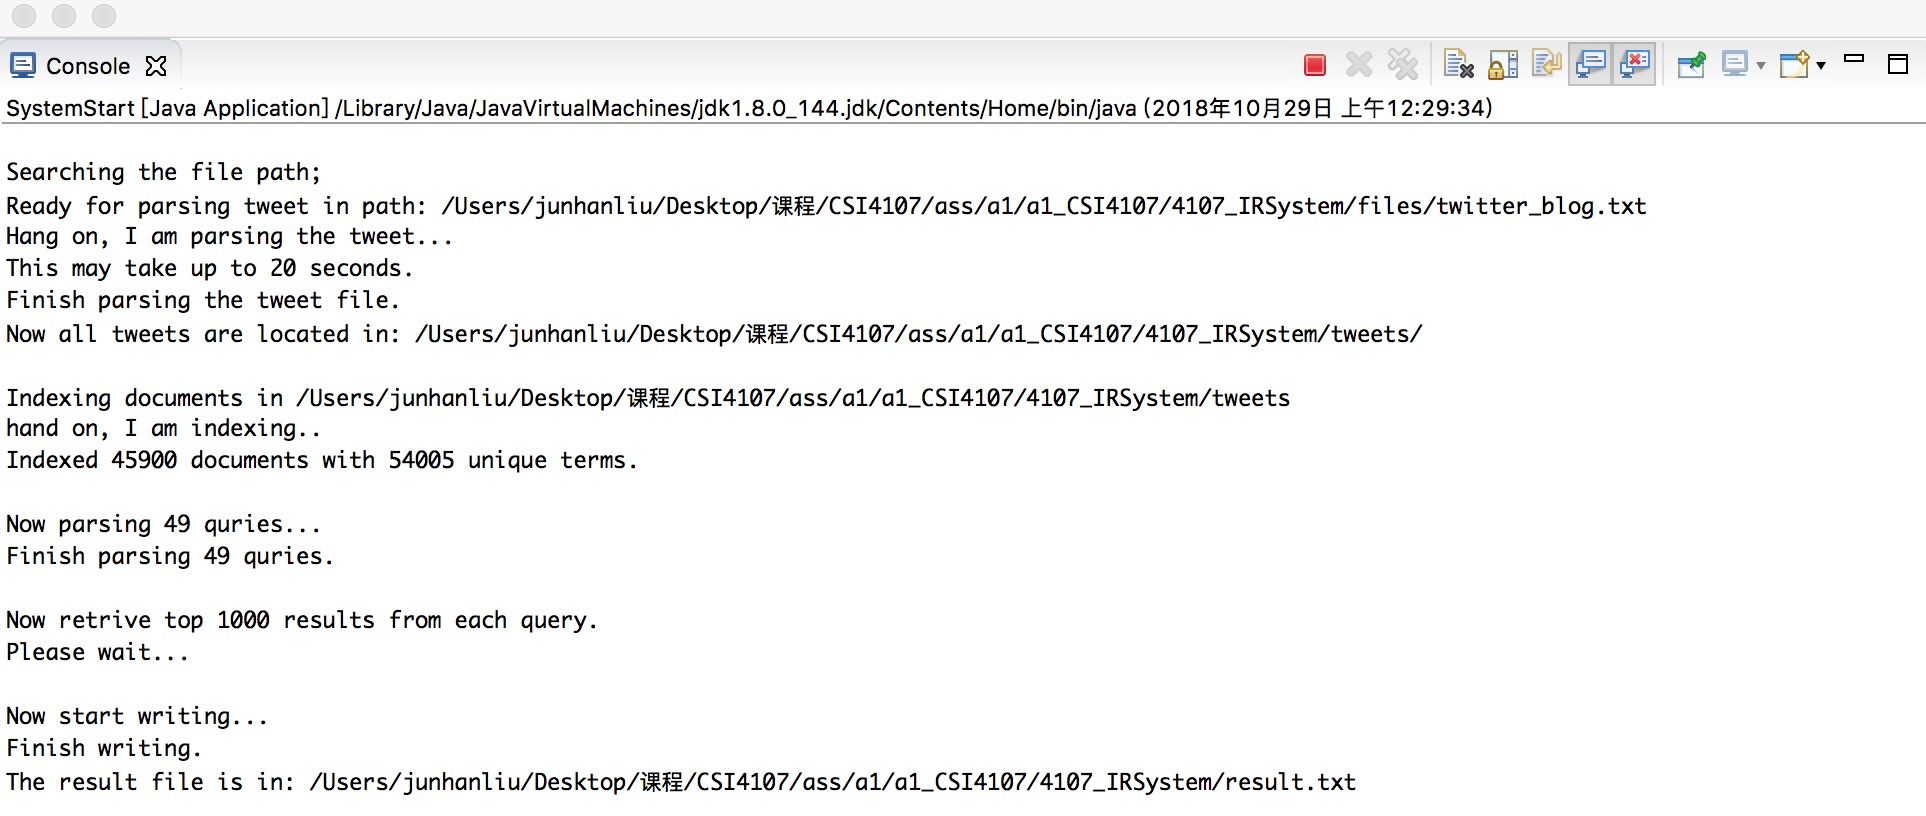 Console
SystemStart [Java Application] /Library/Java/JavaVirtualMachines/jdk1.8.0_144.jdk/Contents/Home/bin/java (2018年10月29日 上午12:29:34)
Searching the file path;
Ready for parsing tweet in path: /Users/junhanliu/Desktop/课程/CSI4107/ass/a1/a1_CSI4107/4107_IRSystem/files/twitter_blog.txt
Hang on, I am parsing the tweet...
This may take up to 20 seconds.
Finish parsing the tweet file.
Now all tweets are located in: /Users/junhanliu/Desktop/课程/CSI4107/ass/a1/a1_CSI4107/4107_IRSystem/tweets/
Indexing documents in /Users/junhanliu/Desktop/课程/CSI4107/ass/a1/a1_CSI4107/4107_IRSystem/tweets
hand on, I am indexing..
Indexed 45900 documents with 54005 unique terms.
Now parsing 49 quries...
Finish parsing 49 quries.
Now retrive top 1000 results from each query.
Please wait...
Now start writing...
Finish writing.
The result file is in: /Users/junhanliu/Desktop/课程/CSI4107/ass/a1/a1_CSI4107/4107_IRSystem/result.txt